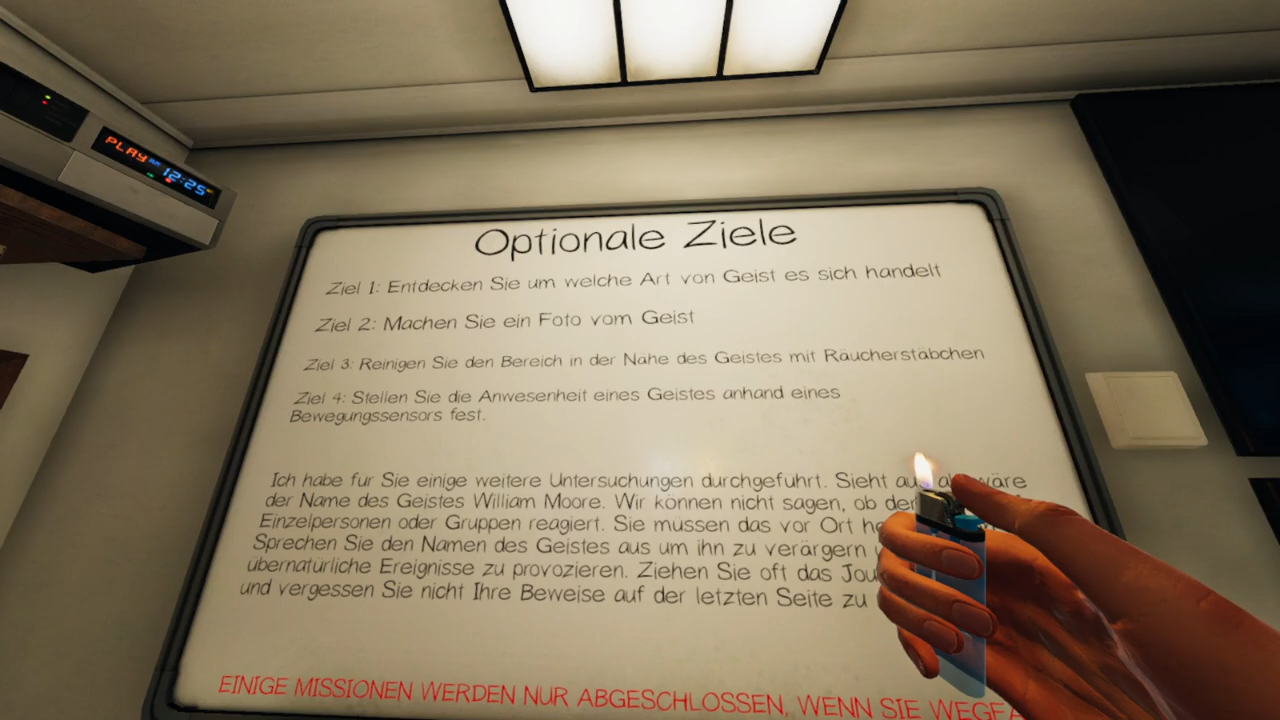 PLAY AM 12:25
Optionale Ziele
Ziel 1: Entdecken Sie um welche Art von Geist es sich handelt
Ziel 2: Machen Sie ein Foto vom Geist
Ziel 3: Reinigen Sie den Bereich in der Nähe des Geistes mit Räucherstäbchen
Ziel 4: Stellen Sie die Anwesenheit eines Geistes anhand eines
Bewegungssensors fest.
Ich habe für Sie einige weitere Untersuchungen durchgeführt. Sieht wäre
der Name des Geistes William Moore. Wir können nicht sagen, ob
Einzelpersonen oder Gruppen reagiert. Sie müssen das vor Ort
Sprechen Sie den Namen des Geistes aus um ihn zu verärgern
übernatürliche Ereignisse zu provozieren. Ziehen Sie oft das
und vergessen Sie nicht Ihre Beweise auf der letzten Seite zu
EINIGE MISSIONEN WERDEN NUR ABGESCHLOSSEN, WENN SIE